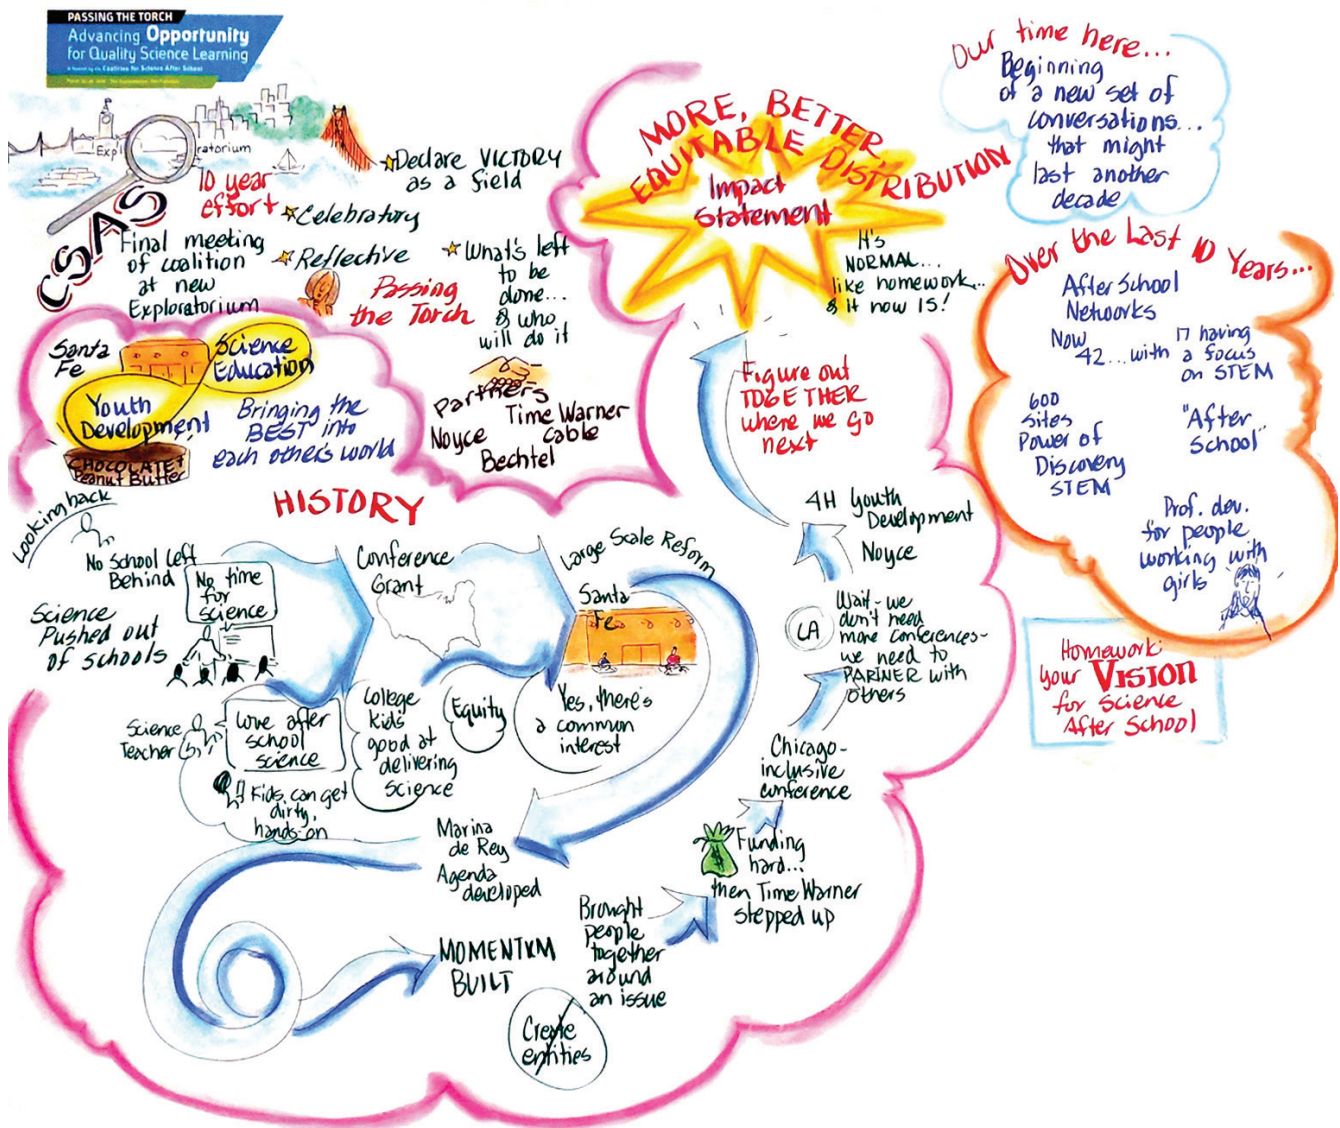 PASSING THE TORCH
Advancing Opportunity
for Quality Science Learning
10 year
effort
CSAS
Final meeting
of coalition
at new
Exploratorium
Declare VICTORY
as a field
Celebratory
Reflective
Passing
the Torch
What's left
to be
done...
& who
will do it
Partners
Time Warner
Cable
Noyce
Bechtel
Santa
Fe
Science
Education
Youth
Development
CHOCOLATE +
Peanut Butter
Bringing the
BEST into
each others world
MORE, BETTER,
EQUITABLE DISTRIBUTION
Impact
Statement
It's
NORMAL...
like homework...
& it now IS!
Figure out
TOGETHER
where we go
next
Our time here...
Beginning
of a new set of
conversations...
that might
last another
decade
Over the Last 10 Years...
After School
Networks
Now
42... with
17 having
a focus
on STEM
600
Sites
Power of
Discovery
STEM
"After
School"
Prof. dev.
for people
working with
girls
Homework:
your VISION
for Science
After School
HISTORY
Looking back
No School Left
Behind
No time
for
science
Science
Pushed out
of schools
Conference
Grant
Large Scale Reform
Santa
Fe
Science
Teacher
Love after
school
science
Kids can get
dirty,
hands-on
College
kids
good at
delivering
science
Equity
Yes, there's
a common
interest
Marina
de Rey
Agenda
developed
MOMENTUM
BUILT
Create
entities
Brought
people
together
around
an issue
$
Funding
hard...
then Time Warner
stepped up
Chicago-
inclusive
conference
LA
Wait - we
don't need
more conferences -
we need to
PARTNER with
others
4H Youth
Development
Noyce